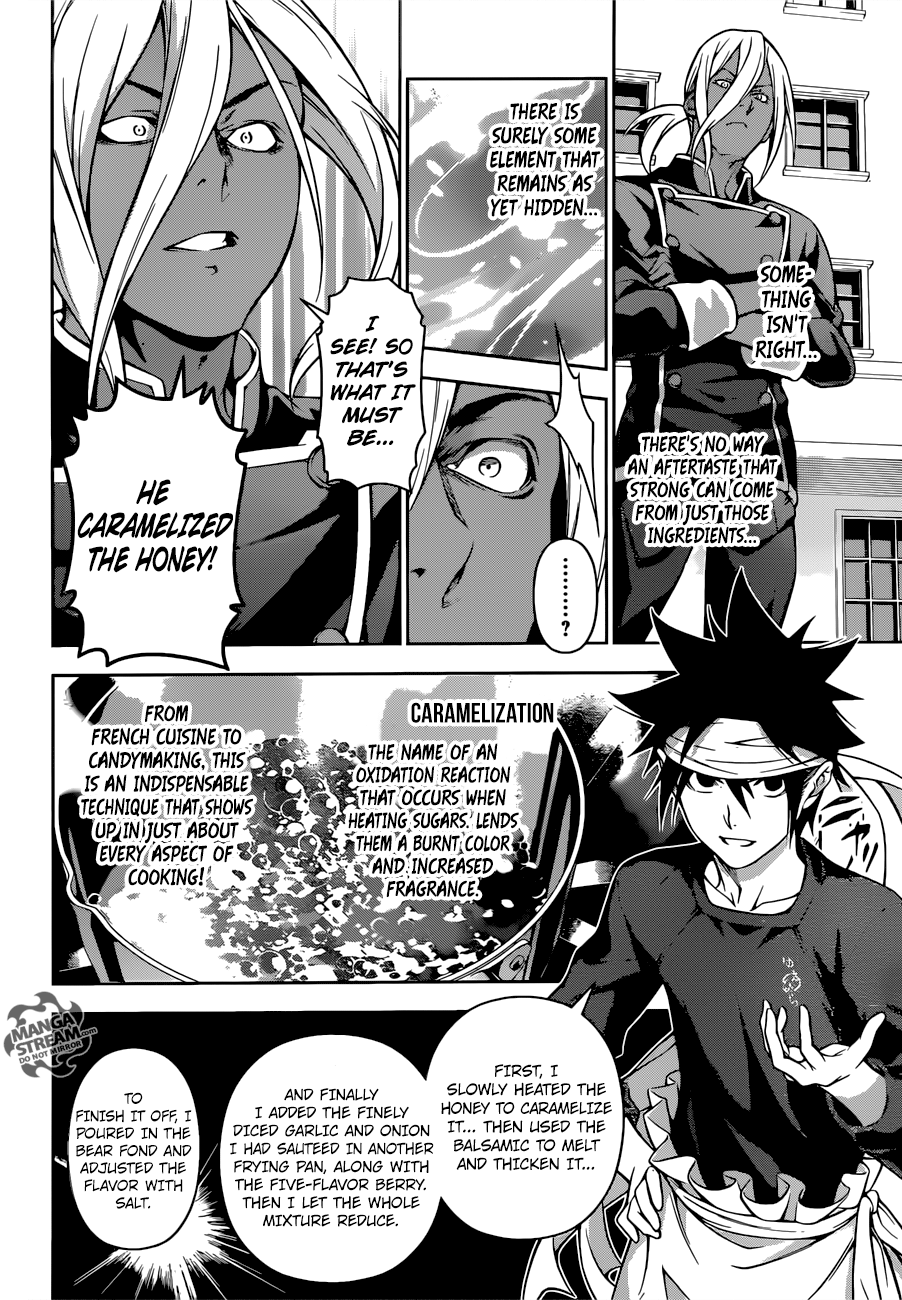 SOME-
THING
ISN'T
RIGHT...
THERE'S NO WAY
AN AFTERTASTE THAT
STRONG CAN COME
FROM JUST THOSE
INGREDIENTS...
THERE IS
SURELY SOME
ELEMENT THAT
REMAINS AS
YET HIDDEN...
.........
?
I
SEE! SO
THAT'S
WHAT IT
MUST
BE...
HE
CARAMELIZED
THE HONEY!
CARAMELIZATION
THE NAME OF AN
OXIDATION REACTION
THAT OCCURS WHEN
HEATING SUGARS. LENDS
THEM A BURNT COLOR
AND INCREASED
FRAGRANCE.
FROM
FRENCH CUISINE TO
CANDYMAKING, THIS
IS AN INDISPENSABLE
TECHNIQUE THAT SHOWS
UP IN JUST ABOUT
EVERY ASPECT OF
COOKING!
FIRST, I
SLOWLY HEATED THE
HONEY TO CARAMELIZE
IT... THEN USED THE
BALSAMIC TO MELT
AND THICKEN IT...
AND FINALLY
I ADDED THE FINELY
DICED GARLIC AND ONION
I HAD SAUTEED IN ANOTHER
FRYING PAN, ALONG WITH
THE FIVE-FLAVOR BERRY.
THEN I LET THE WHOLE
MIXTURE REDUCE.
TO
FINISH IT OFF, I
POURED IN THE
BEAR FOND AND
ADJUSTED THE
FLAVOR WITH
SALT.
MANGA
STREAM.com
DO NOT MIRROR